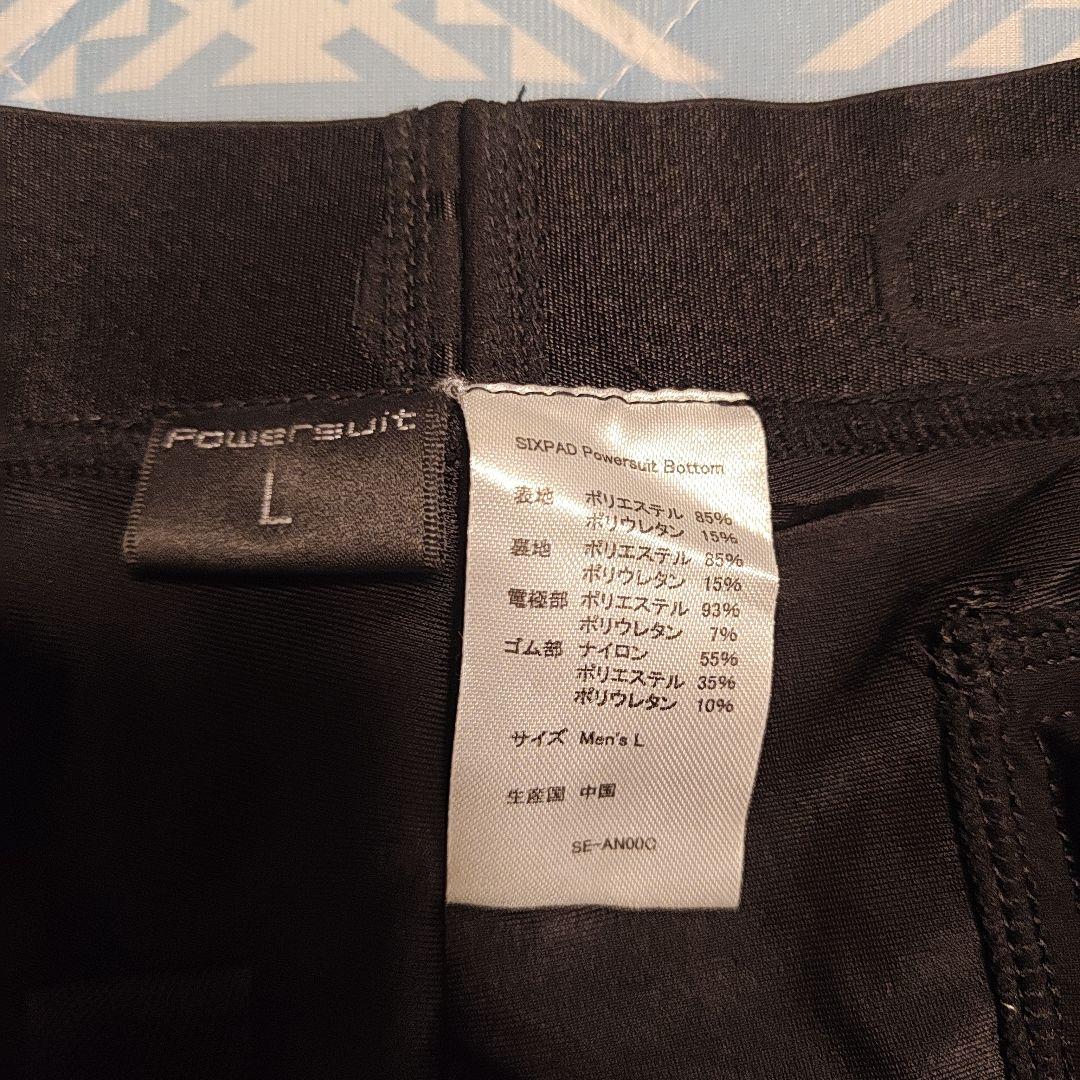 Powersuit
L
SIXPAD Powersuit Bottom
表地 ポリエステル 85%
ポリウレタン 15%
裏地 ポリエステル 85%
ポリウレタン 15%
電極部 ポリエステル 93%
ポリウレタン 7%
ゴム部 ナイロン 55%
ポリエステル 35%
ポリウレタン 10%
サイズ Men's L
生産国 中国
SE-AN00C